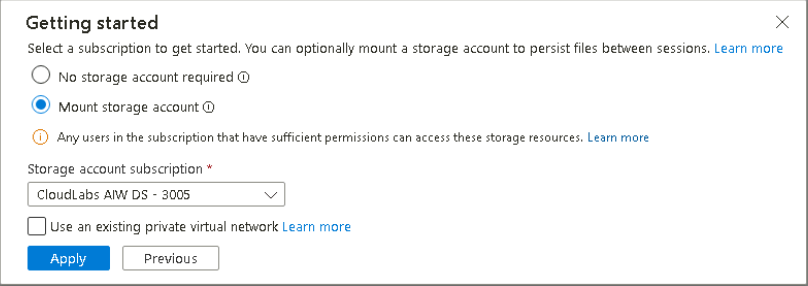 Getting started
Select a subscription to get started. You can optionally mount a storage account to persist files between sessions. Learn more
No storage account required
Mount storage account
Any users in the subscription that have sufficient permissions can access these storage resources. Learn more
Storage account subscription *
CloudLabs AIW DS - 3005
Use an existing private virtual network Learn more
Apply Previous